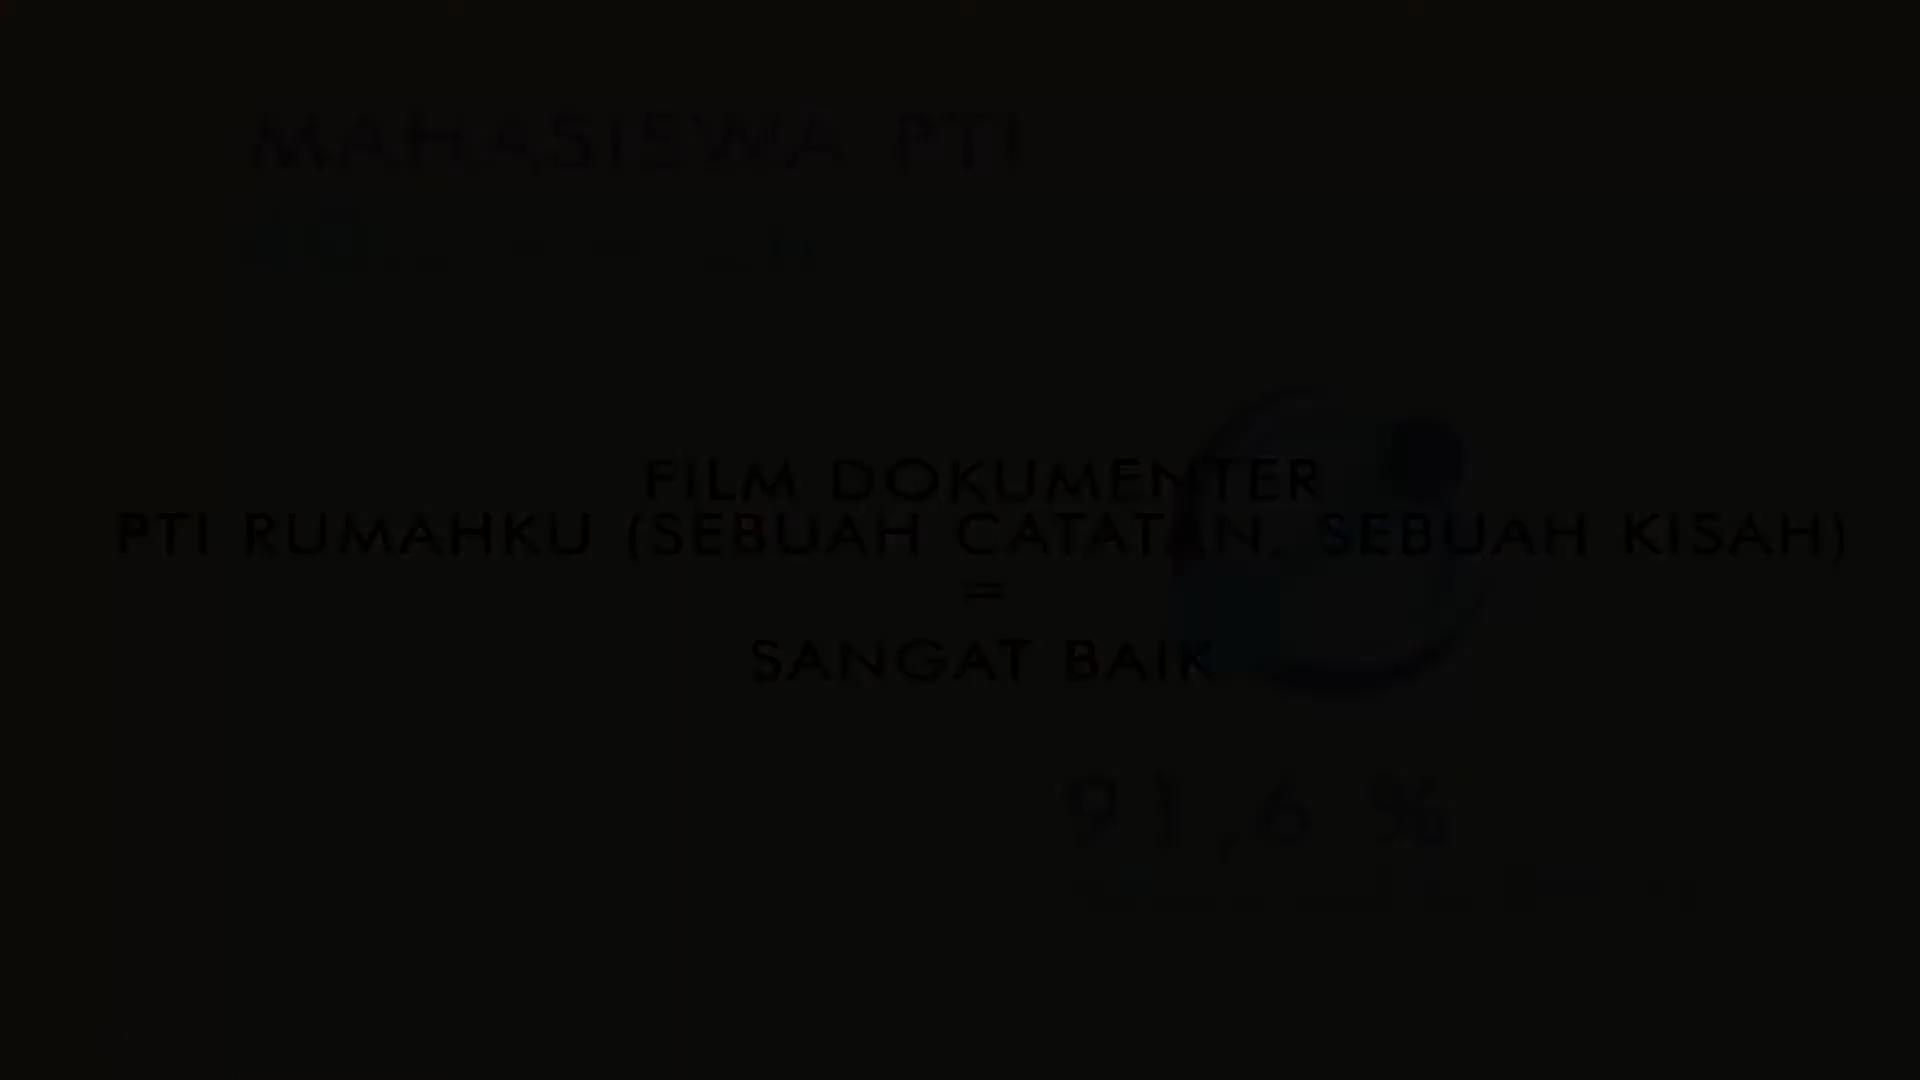 MAHASISWA PTI
FILM DOKUMENTER
PTI RUMAHKU (SEBUAH CATATAN, SEBUAH KISAH)
=
SANGAT BAIK
91,6 %